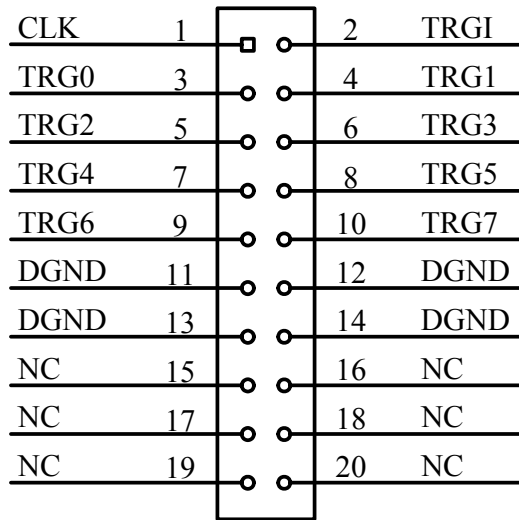 CLK 1 2 TRGI
TRG0 3 4 TRG1
TRG2 5 6 TRG3
TRG4 7 8 TRG5
TRG6 9 10 TRG7
DGND 11 12 DGND
DGND 13 14 DGND
NC 15 16 NC
NC 17 18 NC
NC 19 20 NC